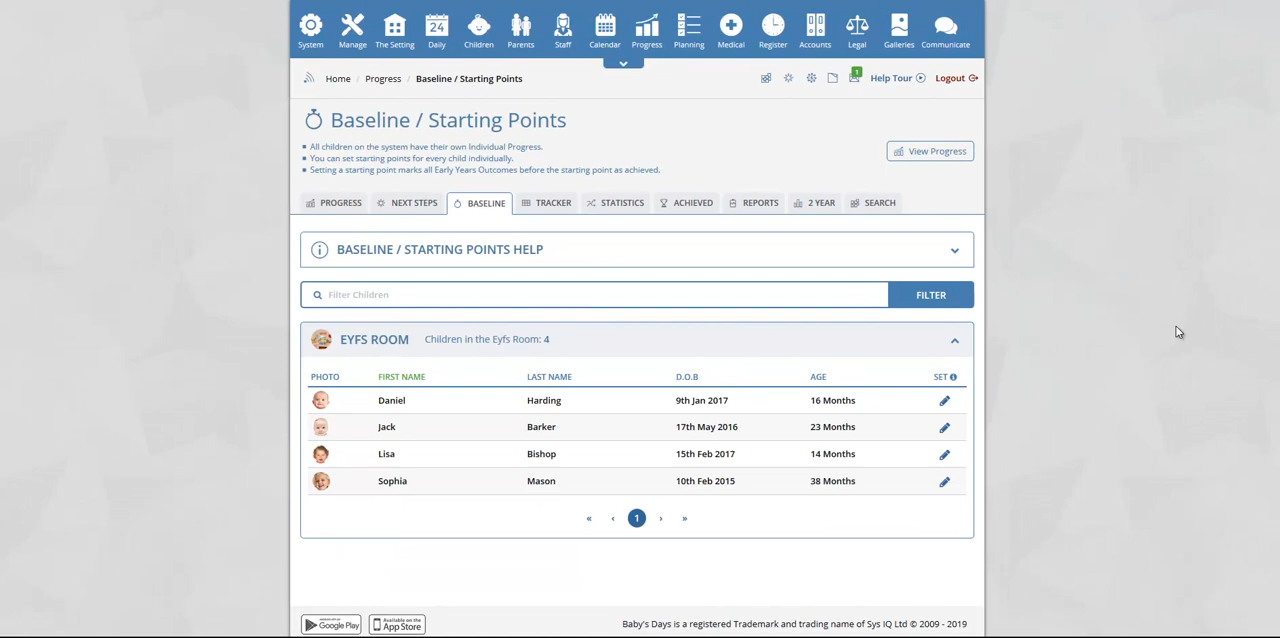 System Manage The Setting 24 Daily Children Parents Staff Calendar Progress Planning Medical Register Accounts Legal Galleries Communicate
Home / Progress / Baseline / Starting Points 1 Help Tour Logout
Baseline / Starting Points
All children on the system have their own Individual Progress.
You can set starting points for every child individually.
Setting a starting point marks all Early Years Outcomes before the starting point as achieved.
View Progress
PROGRESS NEXT STEPS BASELINE TRACKER STATISTICS ACHIEVED REPORTS 2 YEAR SEARCH
BASELINE / STARTING POINTS HELP
Filter Children FILTER
EYFS ROOM Children in the Eyfs Room: 4
PHOTO FIRST NAME LAST NAME D.O.B AGE SET
Daniel Harding 9th Jan 2017 16 Months
Jack Barker 17th May 2016 23 Months
Lisa Bishop 15th Feb 2017 14 Months
Sophia Mason 10th Feb 2015 38 Months
« ‹ 1 › »
Google Play Available on the App Store Baby's Days is a registered Trademark and trading name of Sys IQ Ltd © 2009 - 2019